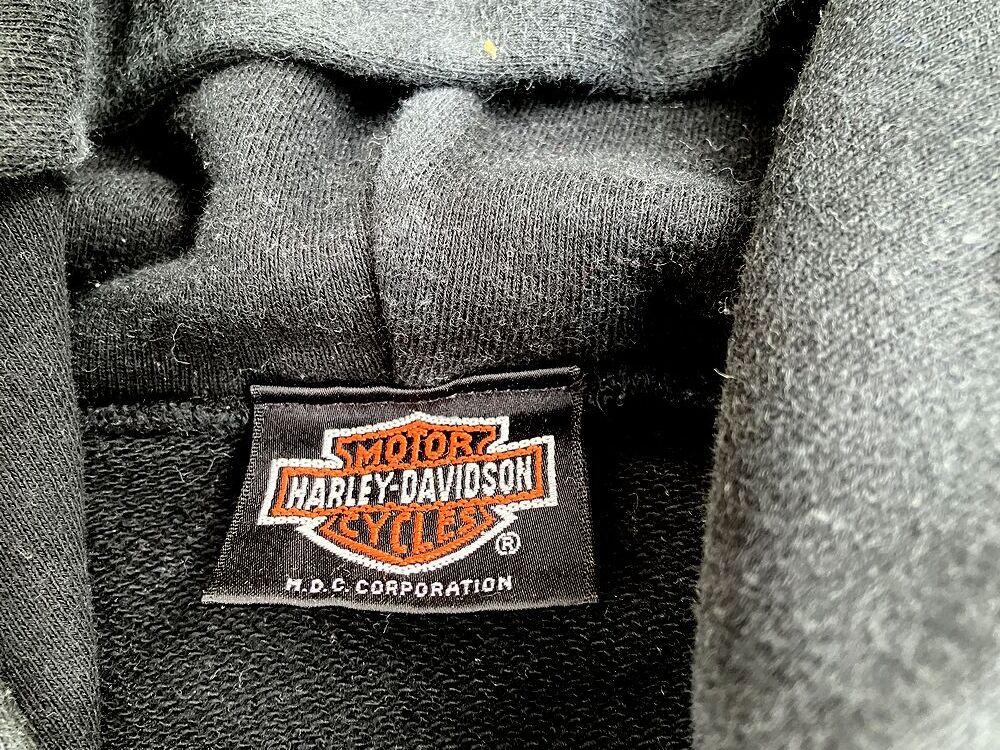 MOTOR
HARLEY-DAVIDSON
CYCLES
®
H.D.C. CORPORATION